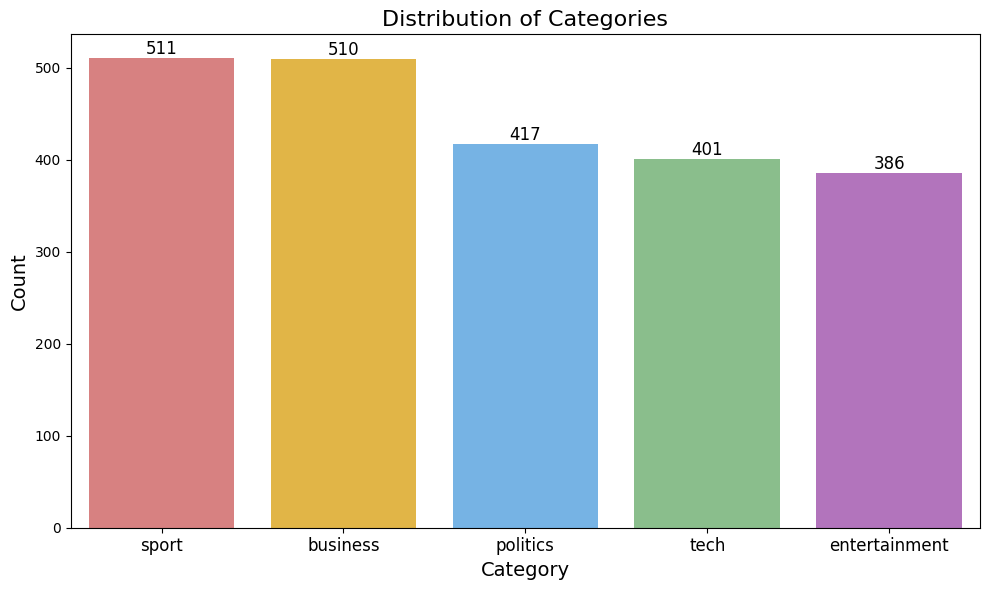 Distribution of Categories
511
510
417
401
386
500
400
300
200
100
0
Count
sport
business
politics
tech
entertainment
Category